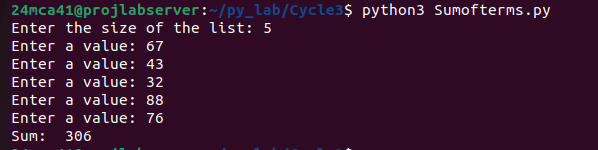 24mca41@projlabserver:~/py_lab/Cycle3$ python3 Sumofterms.py
Enter the size of the list: 5
Enter a value: 67
Enter a value: 43
Enter a value: 32
Enter a value: 88
Enter a value: 76
Sum:  306